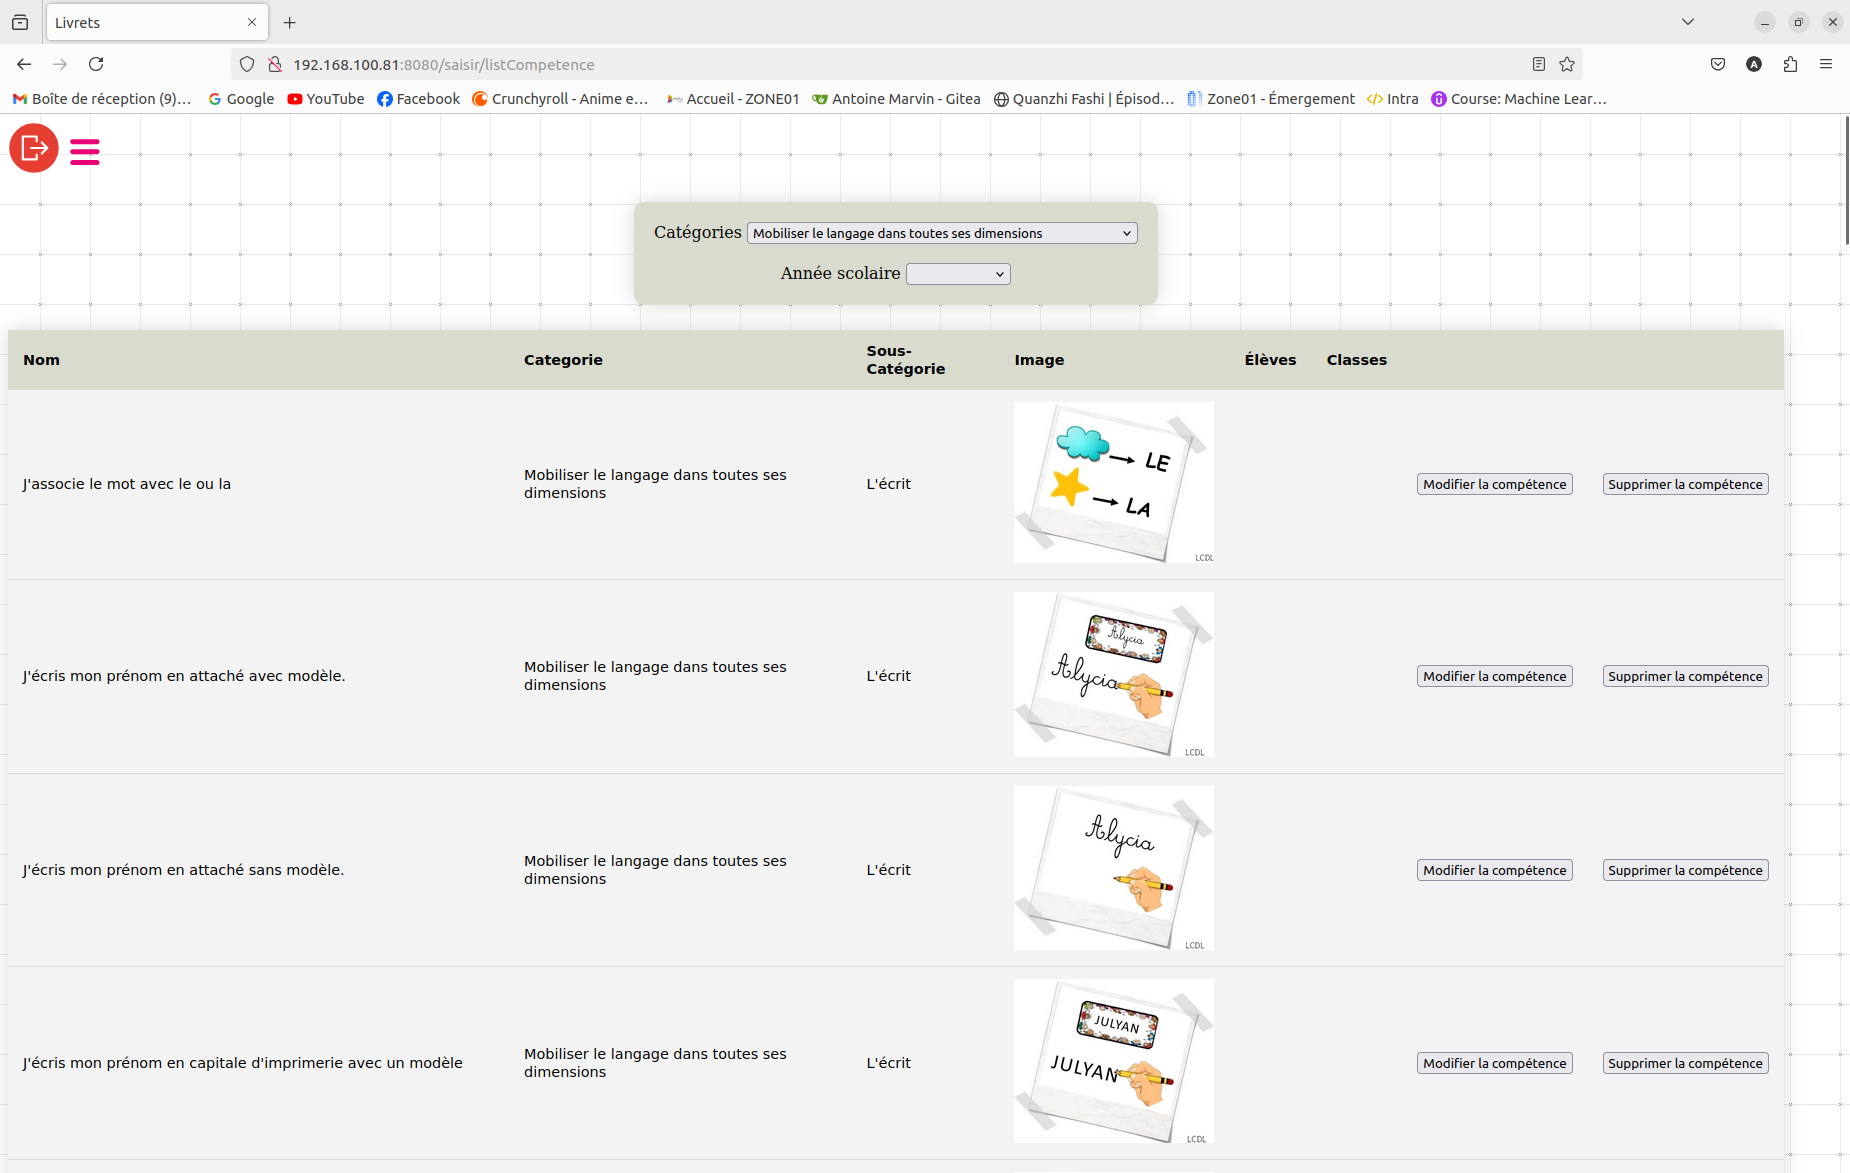 Livrets
192.168.100.81:8080/saisir/listCompetence
Boîte de réception (9)… Google YouTube Facebook Crunchyroll - Anime e… Accueil - ZONE01 Antoine Marvin - Gitea Quanzhi Fashi | Épisod… Zone01 - Émergement Intra Course: Machine Lear…
Catégories Mobiliser le langage dans toutes ses dimensions
Année scolaire
Nom Categorie Sous-
Catégorie Image Élèves Classes
J'associe le mot avec le ou la
Mobiliser le langage dans toutes ses
dimensions
L'écrit
LE
LA
LCDL
Modifier la compétence Supprimer la compétence
J'écris mon prénom en attaché avec modèle.
Mobiliser le langage dans toutes ses
dimensions
L'écrit
Alycia
Alycia
LCDL
Modifier la compétence Supprimer la compétence
J'écris mon prénom en attaché sans modèle.
Mobiliser le langage dans toutes ses
dimensions
L'écrit
Alycia
LCDL
Modifier la compétence Supprimer la compétence
J'écris mon prénom en capitale d'imprimerie avec un modèle
Mobiliser le langage dans toutes ses
dimensions
L'écrit
JULYAN
JULYAN
LCDL
Modifier la compétence Supprimer la compétence